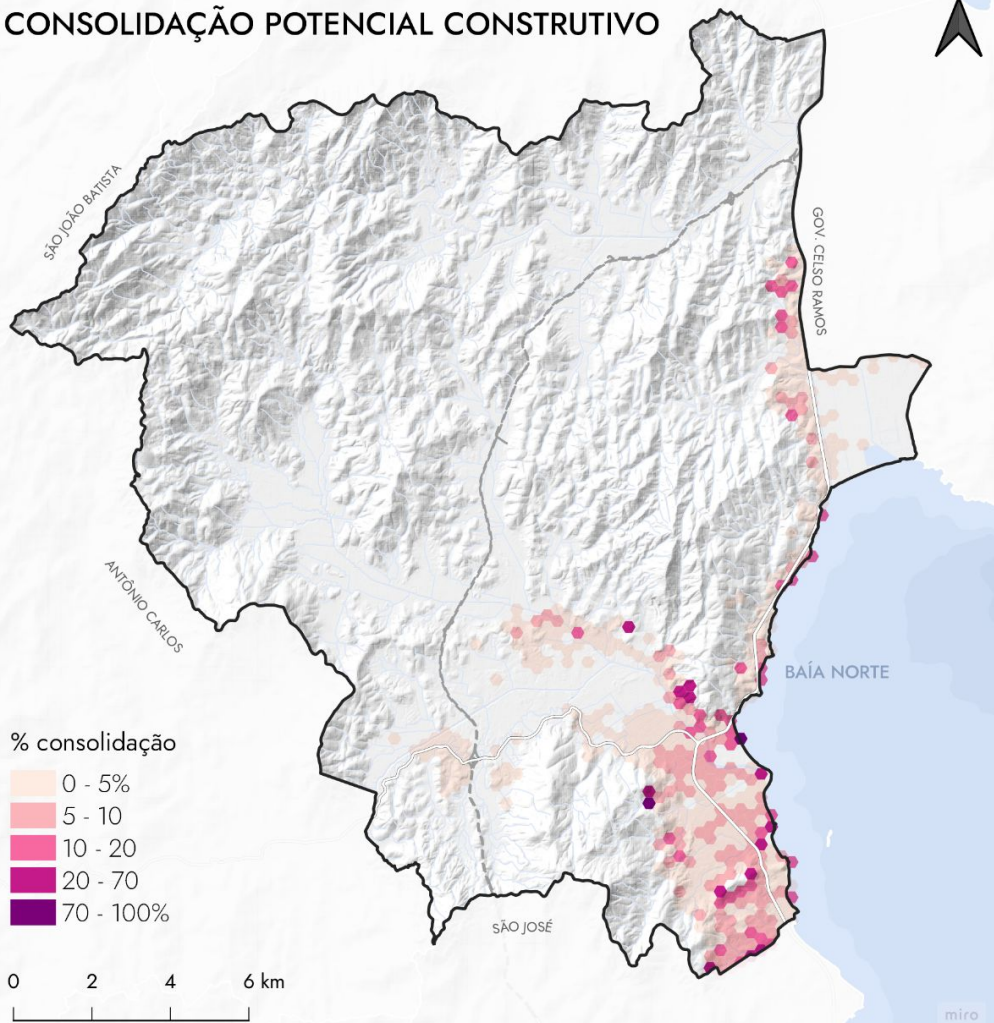 CONSOLIDAÇÃO POTENCIAL CONSTRUTIVO
SÃO JOÃO BATISTA
GOV. CELSO RAMOS
ANTÔNIO CARLOS
BAÍA NORTE
% consolidação
0 - 5%
5 - 10
10 - 20
20 - 70
70 - 100%
SÃO JOSÉ
0 2 4 6 km
miro